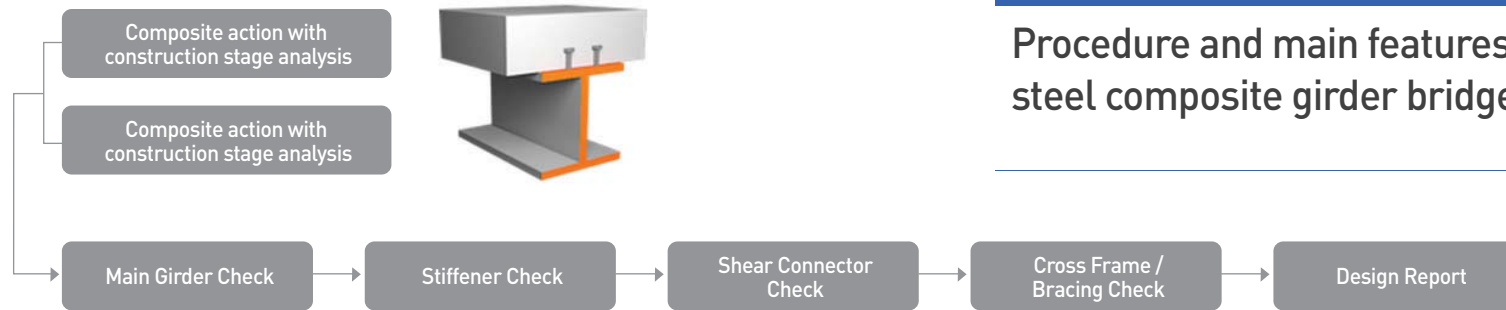 Composite action with
construction stage analysis
Procedure and main features
steel composite girder bridge
Composite action with
construction stage analysis
Main Girder Check
Stiffener Check
Shear Connector
Check
Cross Frame /
Bracing Check
Design Report